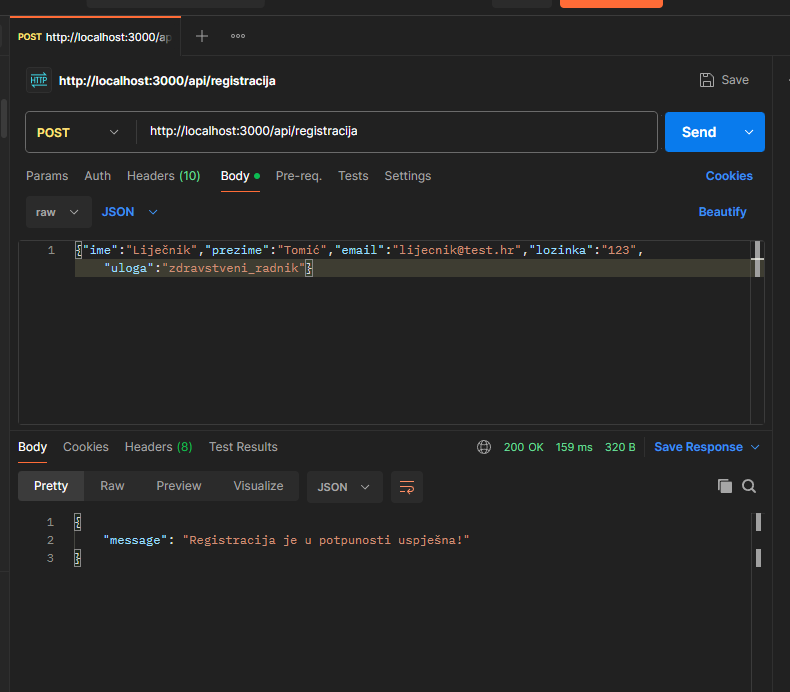 POST http://localhost:3000/ap
HTTP http://localhost:3000/api/registracija Save
POST http://localhost:3000/api/registracija Send
Params Auth Headers (10) Body Pre-req. Tests Settings Cookies
raw JSON Beautify
1 {"ime":"Liječnik","prezime":"Tomić","email":"lijecnik@test.hr","lozinka":"123",
"uloga":"zdravstveni_radnik"}
Body Cookies Headers (8) Test Results 200 OK 159 ms 320 B Save Response
Pretty Raw Preview Visualize JSON
1 {
2 "message": "Registracija je u potpunosti uspješna!"
3 }